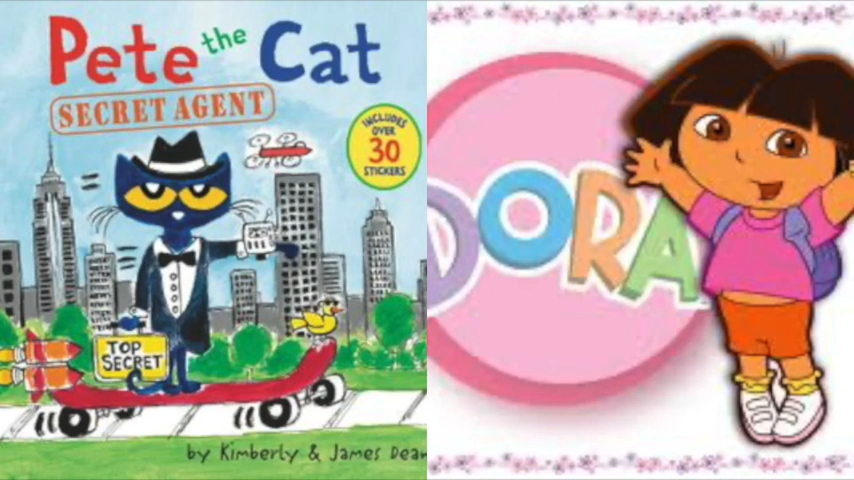 Pete the Cat
SECRET AGENT
INCLUDES
OVER
30
STICKERS
TOP
SECRET
by Kimberly & James Dean
DORA